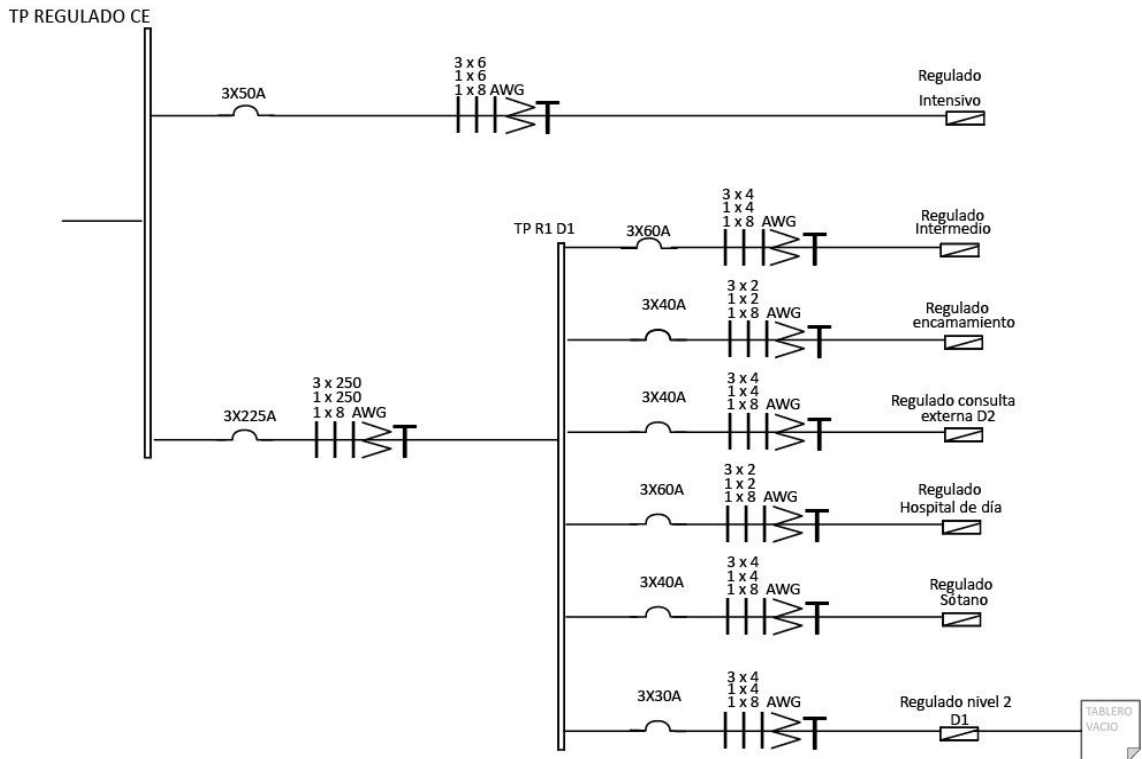 TP REGULADO CE
3X50A
3 x 6
1 x 6
1 x 8 AWG
Regulado
Intensivo
TP R1 D1
3X60A
3 x 4
1 x 4
1 x 8 AWG
Regulado
Intermedio
3X40A
3 x 2
1 x 2
1 x 8 AWG
Regulado
encamamiento
3X225A
3 x 250
1 x 250
1 x 8 AWG
3X40A
3 x 4
1 x 4
1 x 8 AWG
Regulado consulta
externa D2
3X60A
3 x 2
1 x 2
1 x 8 AWG
Regulado
Hospital de día
3X40A
3 x 4
1 x 4
1 x 8 AWG
Regulado
Sótano
3X30A
3 x 4
1 x 4
1 x 8 AWG
Regulado nivel 2
D1
TABLERO
VACIO